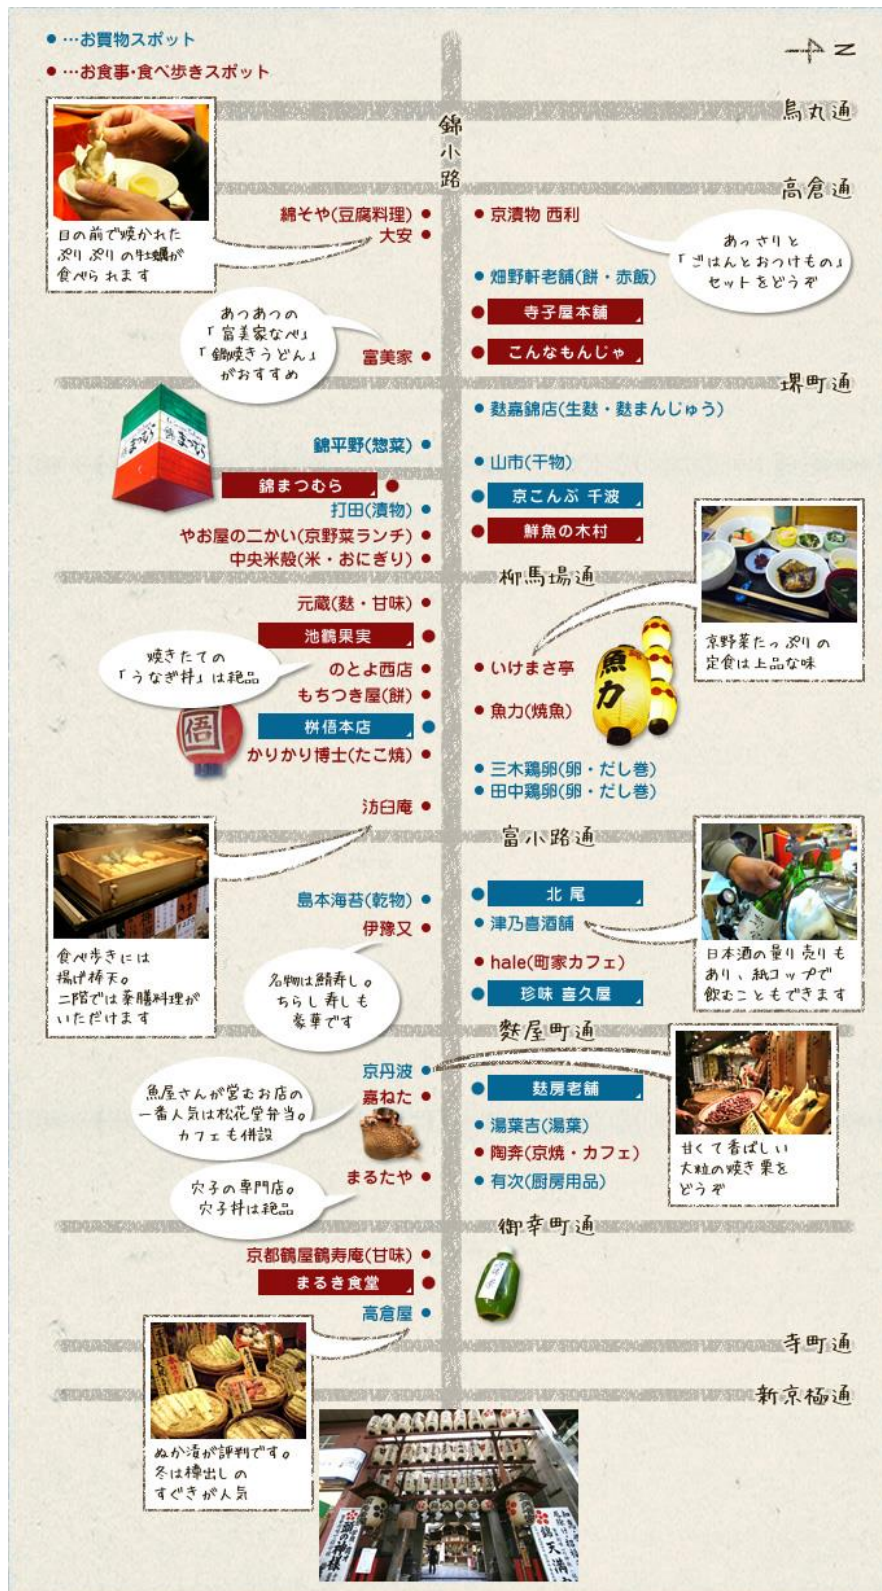 ●…お買物スポット
●…お食事・食べ歩きスポット
N
烏丸通
錦小路
高倉通
目の前で焼かれた
ぷりぷりの牡蠣が
食べられます
綿そや(豆腐料理)
大安
京漬物 西利
あっさりと
「ごはんとおつけもの」
セットをどうぞ
畑野軒老舗(餅・赤飯)
寺子屋本舗
こんなもんじゃ
あつあつの
「富美家なべ」
「鍋焼きうどん」
がおすすめ
富美家
堺町通
麩嘉錦店(生麩・麩まんじゅう)
まつむら
錦平野(惣菜)
山市(干物)
錦まつむら
京こんぶ 千波
打田(漬物)
鮮魚の木村
やお屋の二かい(京野菜ランチ)
中央米殻(米・おにぎり)
柳馬場通
京野菜たっぷりの
定食は上品な味
元蔵(麩・甘味)
池鶴果実
焼きたての
「うなぎ丼」は絶品
のとよ西店
いけまさ亭
もちつき屋(餅)
魚力(焼魚)
魚力
悟
桝悟本店
かりかり博士(たこ焼)
三木鶏卵(卵・だし巻)
田中鶏卵(卵・だし巻)
汸臼庵
富小路通
食べ歩きには
揚げ棒天。
二階では薬膳料理が
いただけます
島本海苔(乾物)
北尾
伊豫又
津乃喜酒舗
日本酒の量り売りも
あり、紙コップで
飲むこともできます
名物は鯖寿し。
ちらし寿しも
豪華です
hale(町家カフェ)
珍味 喜久屋
麩屋町通
京丹波
麸房老舗
魚屋さんが営むお店の
一番人気は松花堂弁当。
カフェも併設
嘉ねた
湯葉吉(湯葉)
陶奔(京焼・カフェ)
甘くて香ばしい
大粒の焼き栗を
どうぞ
穴子の専門店。
穴子丼は絶品
まるたや
有次(厨房用品)
御幸町通
京都鶴屋鶴寿庵(甘味)
まるき食堂
高倉屋
寺町通
新京極通
ぬか漬が評判です。
冬は樽出しの
すぐきが人気
頭の神様
錦天満